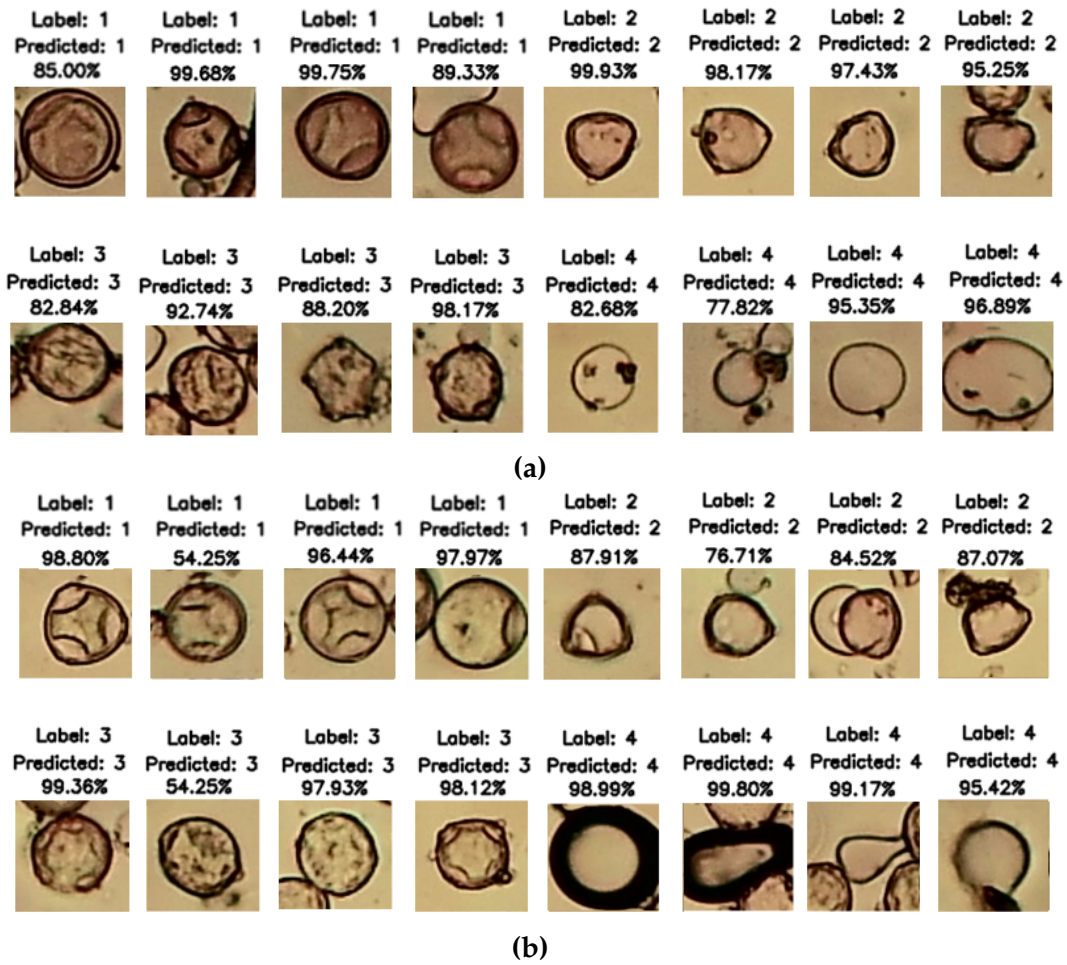 Label: 1 Label: 1 Label: 1 Label: 1 Label: 2 Label: 2 Label: 2 Label: 2
Predicted: 1 Predicted: 1 Predicted: 1 Predicted: 1 Predicted: 2 Predicted: 2 Predicted: 2 Predicted: 2
85.00% 99.68% 99.75% 89.33% 99.93% 98.17% 97.43% 95.25%
Label: 3 Label: 3 Label: 3 Label: 3 Label: 4 Label: 4 Label: 4 Label: 4
Predicted: 3 Predicted: 3 Predicted: 3 Predicted: 3 Predicted: 4 Predicted: 4 Predicted: 4 Predicted: 4
82.84% 92.74% 88.20% 98.17% 82.68% 77.82% 95.35% 96.89%
(a)
Label: 1 Label: 1 Label: 1 Label: 1 Label: 2 Label: 2 Label: 2 Label: 2
Predicted: 1 Predicted: 1 Predicted: 1 Predicted: 1 Predicted: 2 Predicted: 2 Predicted: 2 Predicted: 2
98.80% 54.25% 96.44% 97.97% 87.91% 76.71% 84.52% 87.07%
Label: 3 Label: 3 Label: 3 Label: 3 Label: 4 Label: 4 Label: 4 Label: 4
Predicted: 3 Predicted: 3 Predicted: 3 Predicted: 3 Predicted: 4 Predicted: 4 Predicted: 4 Predicted: 4
99.36% 54.25% 97.93% 98.12% 98.99% 99.80% 99.17% 95.42%
(b)